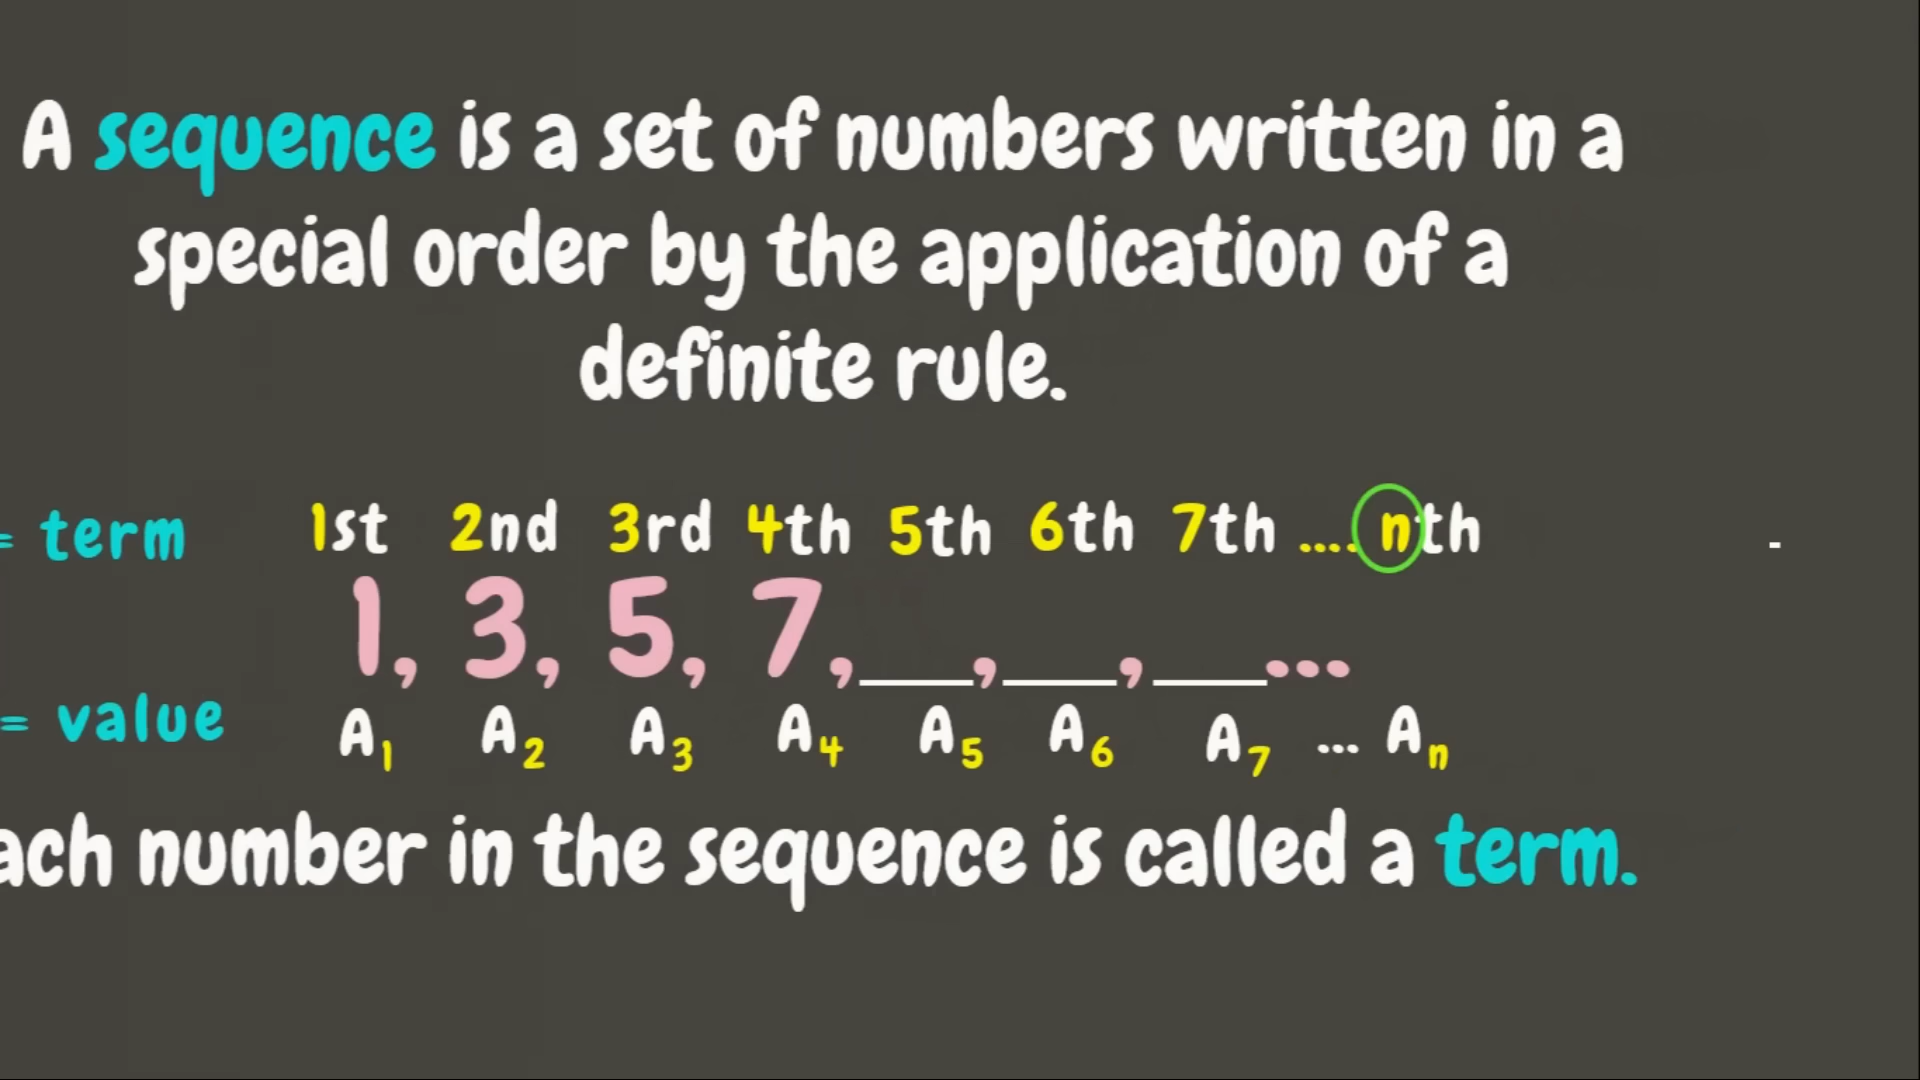 A sequence is a set of numbers written in a
special order by the application of a
definite rule.
= term 1st 2nd 3rd 4th 5th 6th 7th .... nth -
1, 3, 5, 7,___,___,___...
= value A₁ A₂ A₃ A₄ A₅ A₆ A₇ ... Aₙ
ach number in the sequence is called a term.